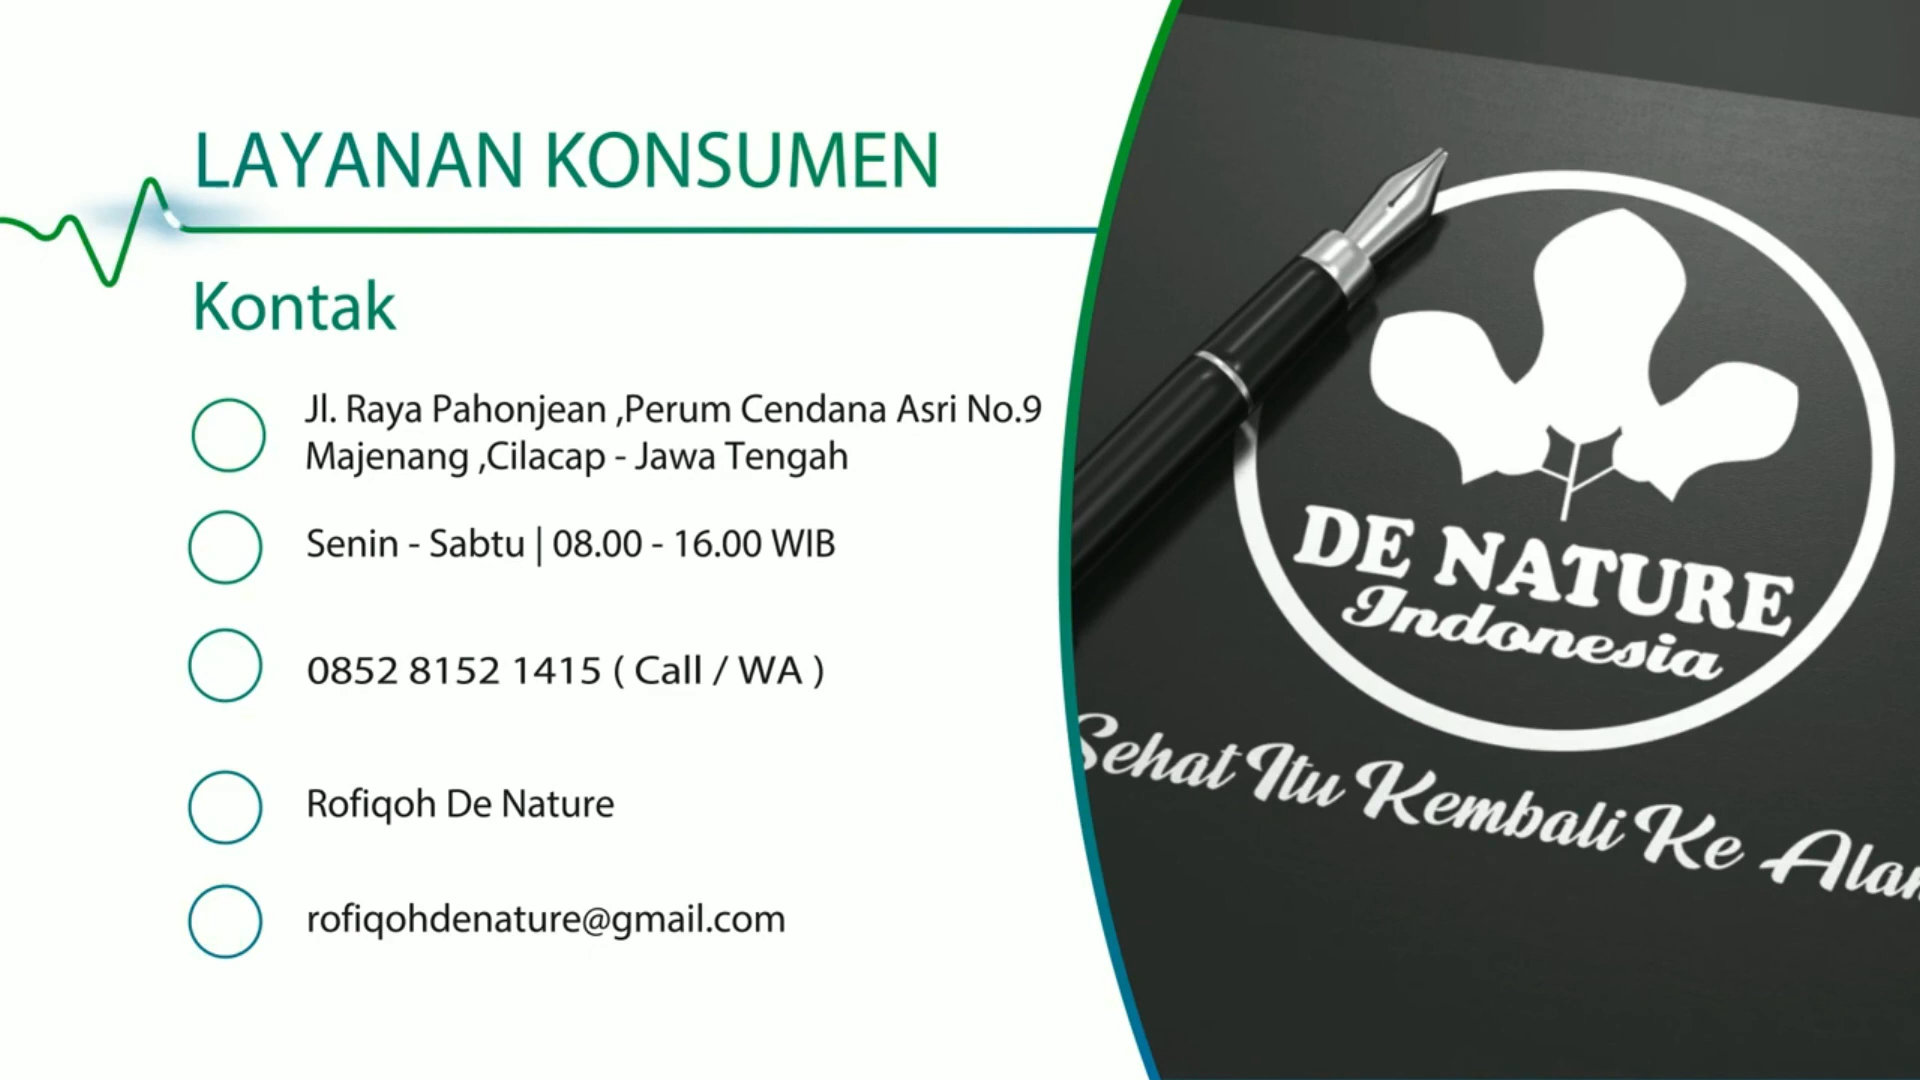 LAYANAN KONSUMEN
Kontak
Jl. Raya Pahonjean ,Perum Cendana Asri No.9
Majenang ,Cilacap - Jawa Tengah
Senin - Sabtu | 08.00 - 16.00 WIB
0852 8152 1415 ( Call / WA )
Rofiqoh De Nature
rofiqohdenature@gmail.com
DE NATURE
Indonesia
Sehat Itu Kembali Ke